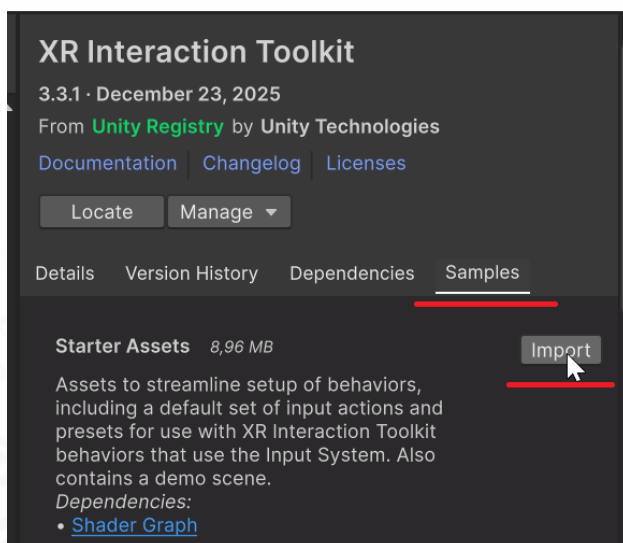 XR Interaction Toolkit
3.3.1 · December 23, 2025
From Unity Registry by Unity Technologies
Documentation Changelog Licenses
Locate Manage
Details Version History Dependencies Samples
Starter Assets 8,96 MB Import
Assets to streamline setup of behaviors,
including a default set of input actions and
presets for use with XR Interaction Toolkit
behaviors that use the Input System. Also
contains a demo scene.
Dependencies:
• Shader Graph